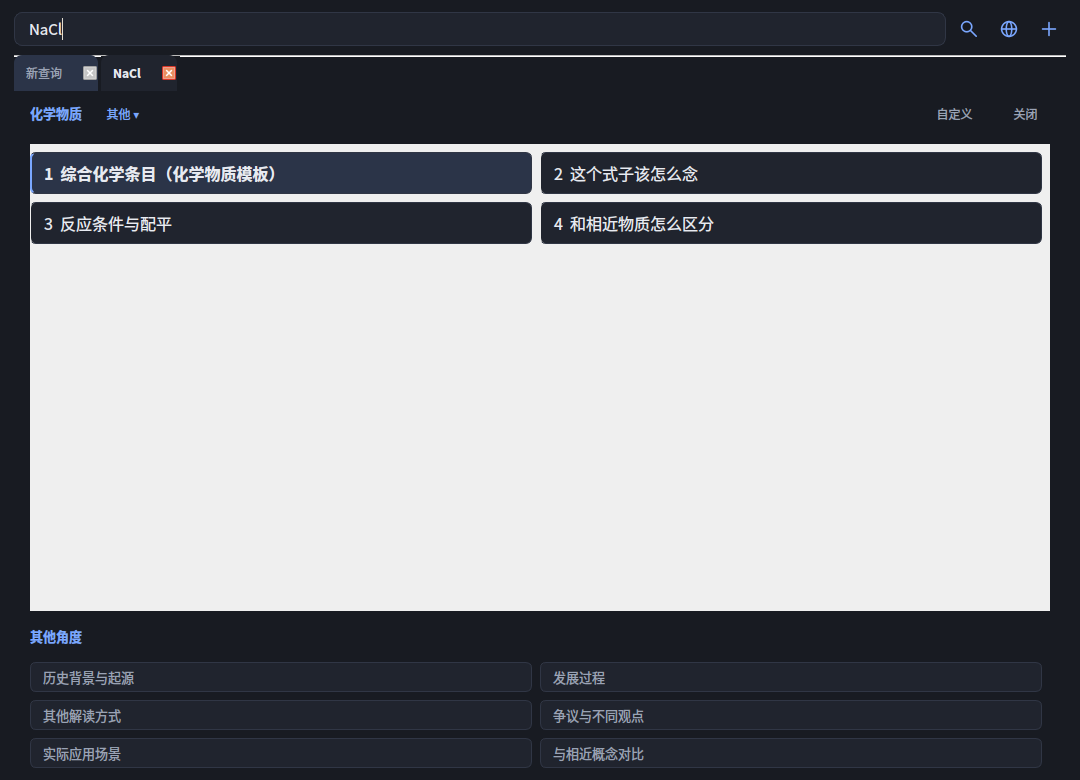 NaCl
新查询 NaCl
化学物质 其他 ▾ 自定义 关闭
1 综合化学条目（化学物质模板） 2 这个式子该怎么念
3 反应条件与配平 4 和相近物质怎么区分
其他角度
历史背景与起源 发展过程
其他解读方式 争议与不同观点
实际应用场景 与相近概念对比